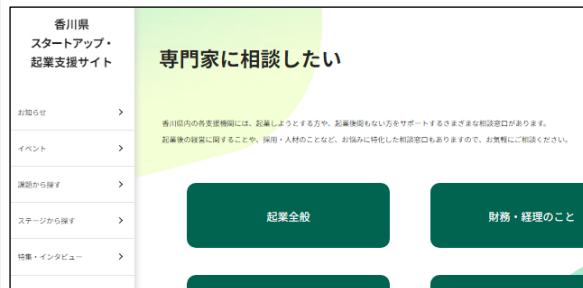 香川県
スタートアップ・
起業支援サイト
お知らせ
イベント
課題から探す
ステージから探す
特集・インタビュー
専門家に相談したい
香川県内の各支援機関には、起業しようとする方や、起業後間もない方をサポートするさまざまな相談窓口があります。
起業後の経営に関することや、採用・人材のことなど、お悩みに特化した相談窓口もありますので、お気軽にご相談ください。
起業全般
財務・経理のこと